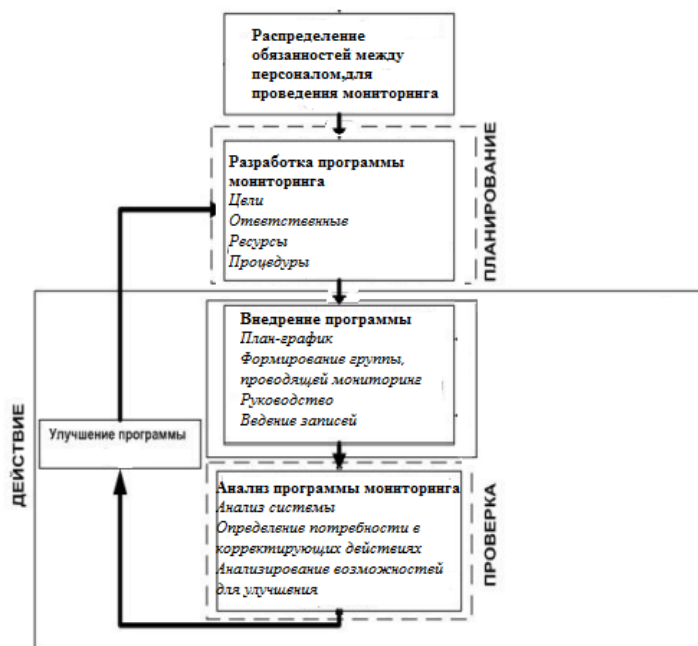 Распределение
обязанностей между
персоналом,для
проведения мониторинга
Разработка программы
мониторинга
Цели
Ответственные
Ресурсы
Процедуры
ПЛАНИРОВАНИЕ
Внедрение программы
План-график
Формирование группы,
проводящей мониторинг
Руководство
Ведение записей
ДЕЙСТВИЕ
Улучшение программы
Анализ программы мониторинга
Анализ системы
Определение потребности в
корректирующих действиях
Анализирование возможностей
для улучшения
ПРОВЕРКА